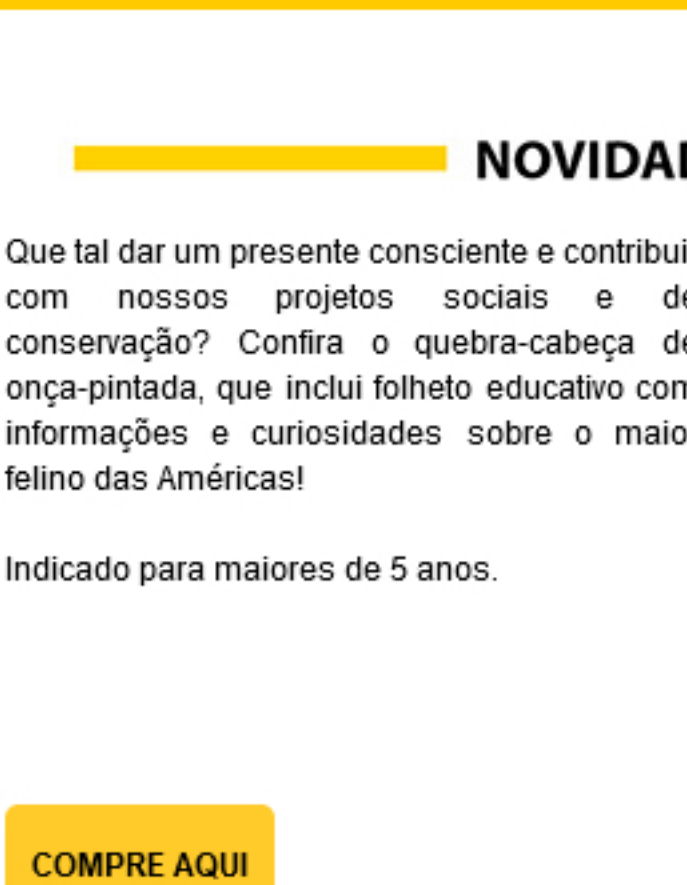 NOVIDA
Que tal dar um presente consciente e contribui
com nossos projetos sociais e de
conservação? Confira o quebra-cabeça de
onça-pintada, que inclui folheto educativo com
informações e curiosidades sobre o maio
felino das Américas!
Indicado para maiores de 5 anos.
COMPRE AQUI